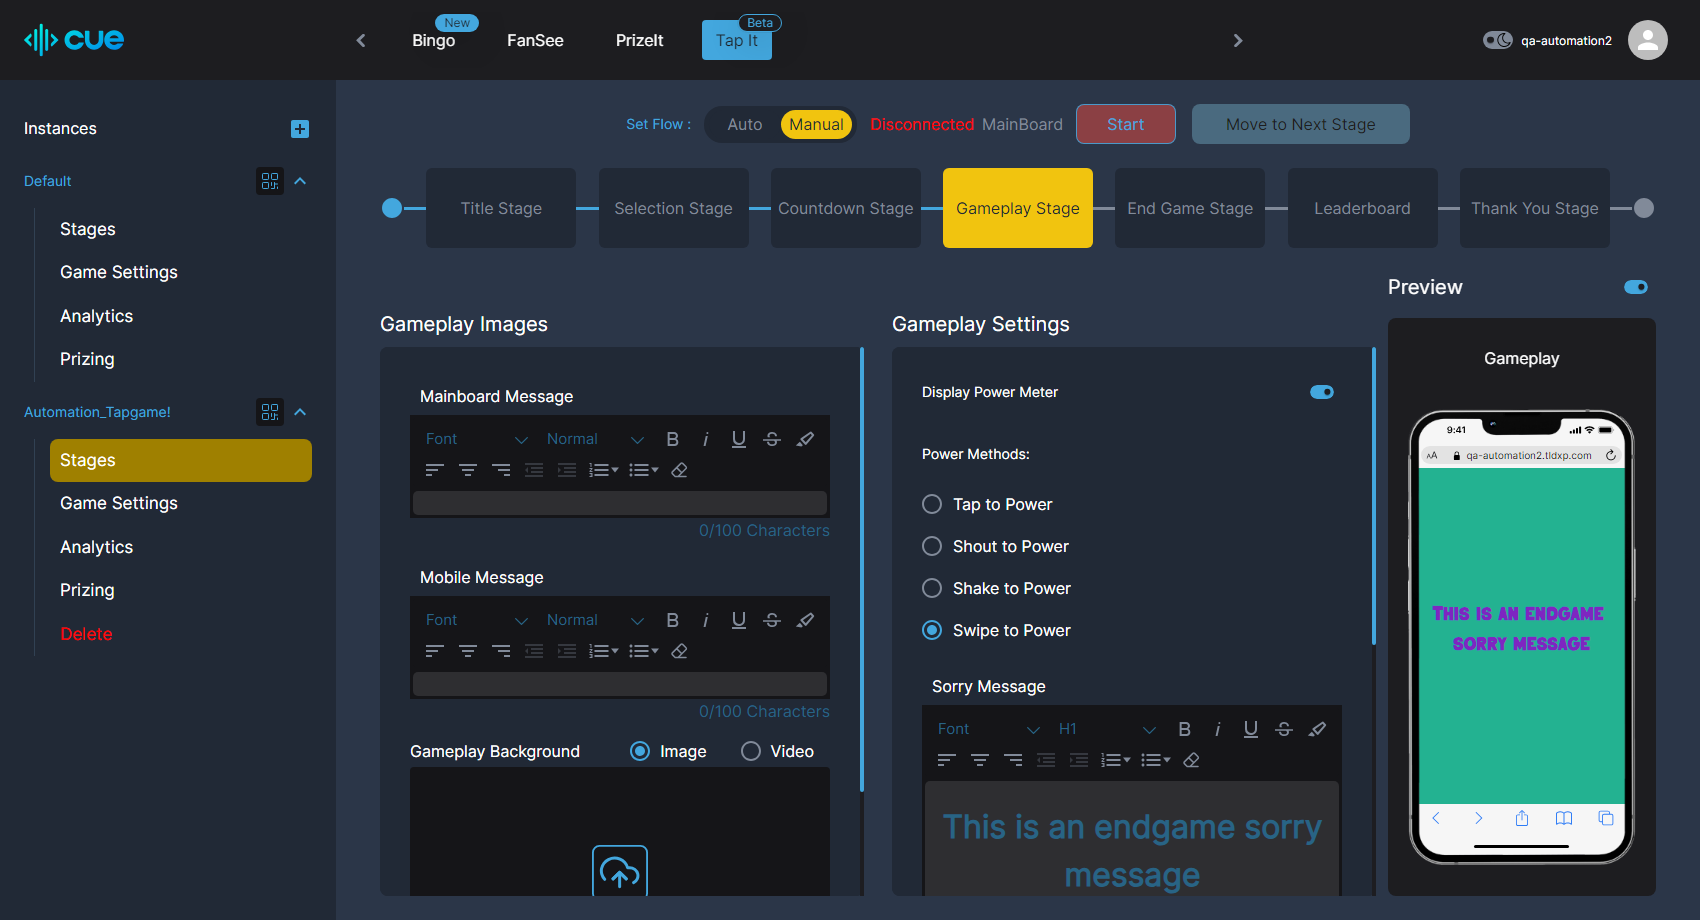 cue
New
Bingo
FanSee
PrizeIt
Beta
Tap It
qa-automation2
Instances
Default
Stages
Game Settings
Analytics
Prizing
Automation_Tapgame!
Stages
Game Settings
Analytics
Prizing
Delete
Set Flow :
Auto
Manual
Disconnected MainBoard
Start
Move to Next Stage
Title Stage
Selection Stage
Countdown Stage
Gameplay Stage
End Game Stage
Leaderboard
Thank You Stage
Gameplay Images
Mainboard Message
Font
Normal
B i U S
0/100 Characters
Mobile Message
Font
Normal
B i U S
0/100 Characters
Gameplay Background
Image
Video
Gameplay Settings
Display Power Meter
Power Methods:
Tap to Power
Shout to Power
Shake to Power
Swipe to Power
Sorry Message
Font
H1
B i U S
This is an endgame sorry
message
Preview
Gameplay
9:41
AA
qa-automation2.tldxp.com
This is an endgame
sorry message